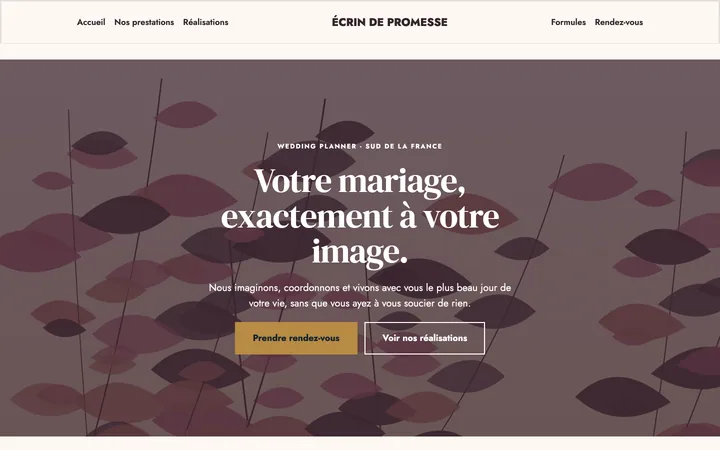 Accueil Nos prestations Réalisations ÉCRIN DE PROMESSE Formules Rendez-vous
WEDDING PLANNER · SUD DE LA FRANCE
Votre mariage,
exactement à votre
image.
Nous imaginons, coordonnons et vivons avec vous le plus beau jour de
votre vie, sans que vous ayez à vous soucier de rien.
Prendre rendez-vous Voir nos réalisations